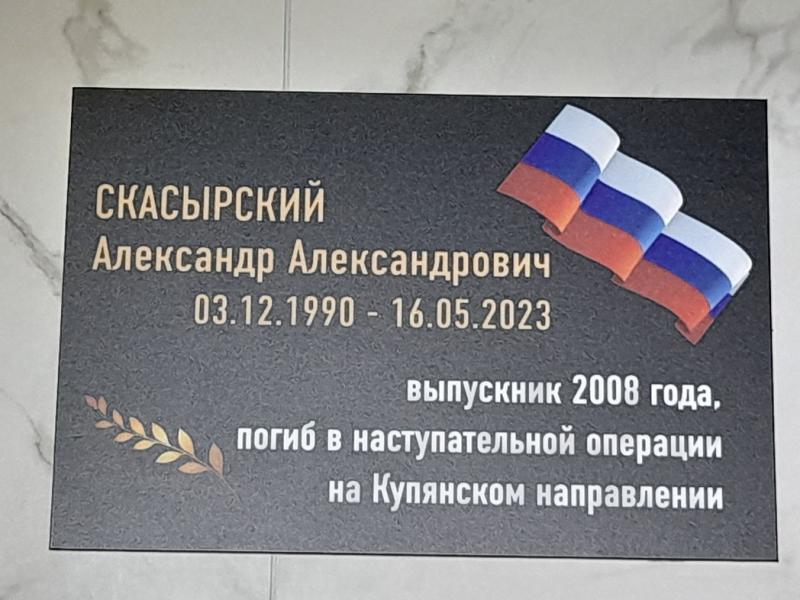 СКАСЫРСКИЙ
Александр Александрович
03.12.1990 - 16.05.2023
выпускник 2008 года,
погиб в наступательной операции
на Купянском направлении